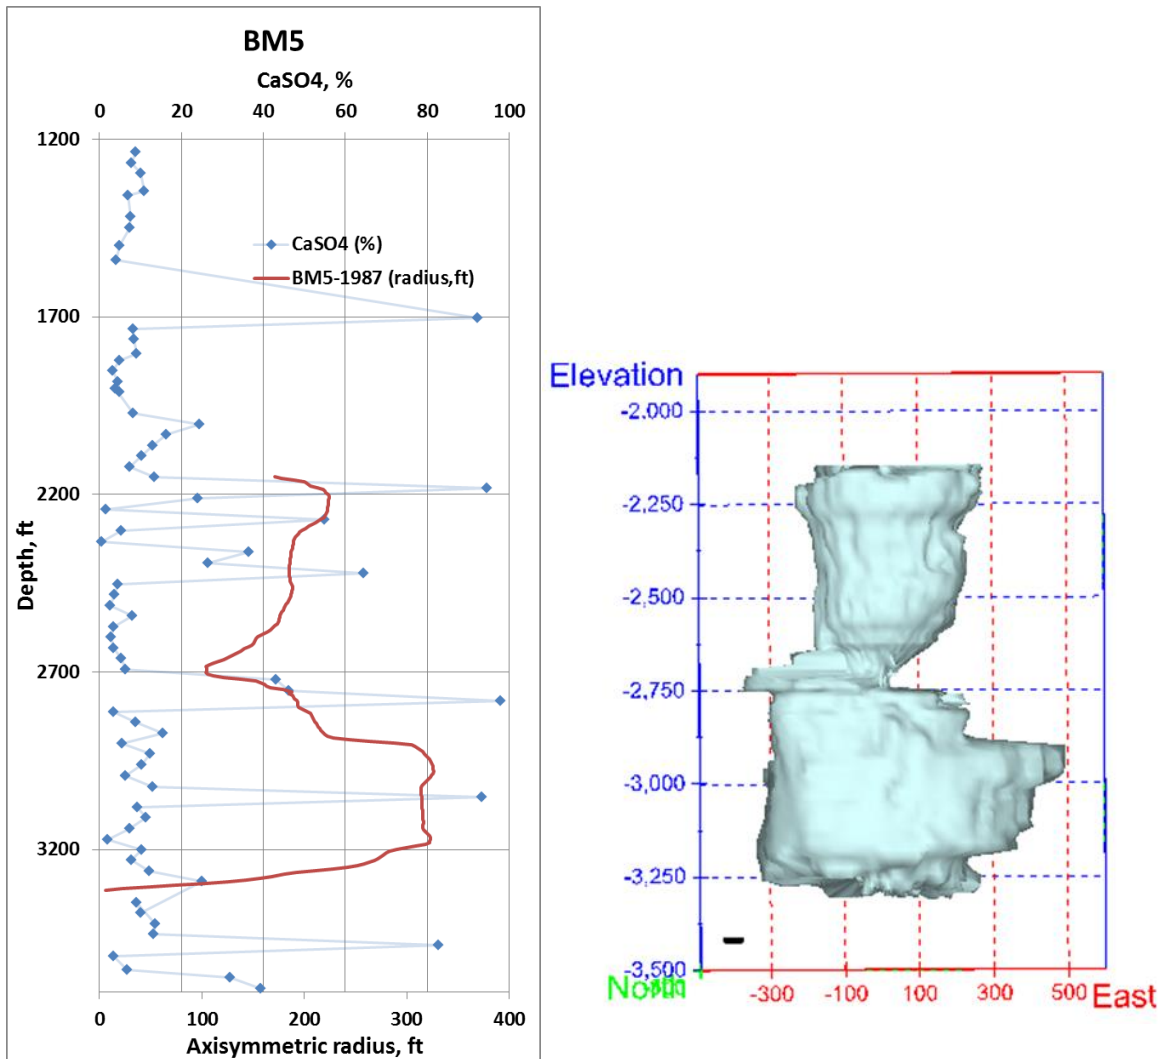 BM5
CaSO4, %
0 20 40 60 80 100
1200
CaSO4 (%)
BM5-1987 (radius,ft)
1700
2200
2700
3200
Depth, ft
0 100 200 300 400
Axisymmetric radius, ft
Elevation
-2,000
-2,250
-2,500
-2,750
-3,000
-3,250
-3,500
North
-300 -100 100 300 500 East